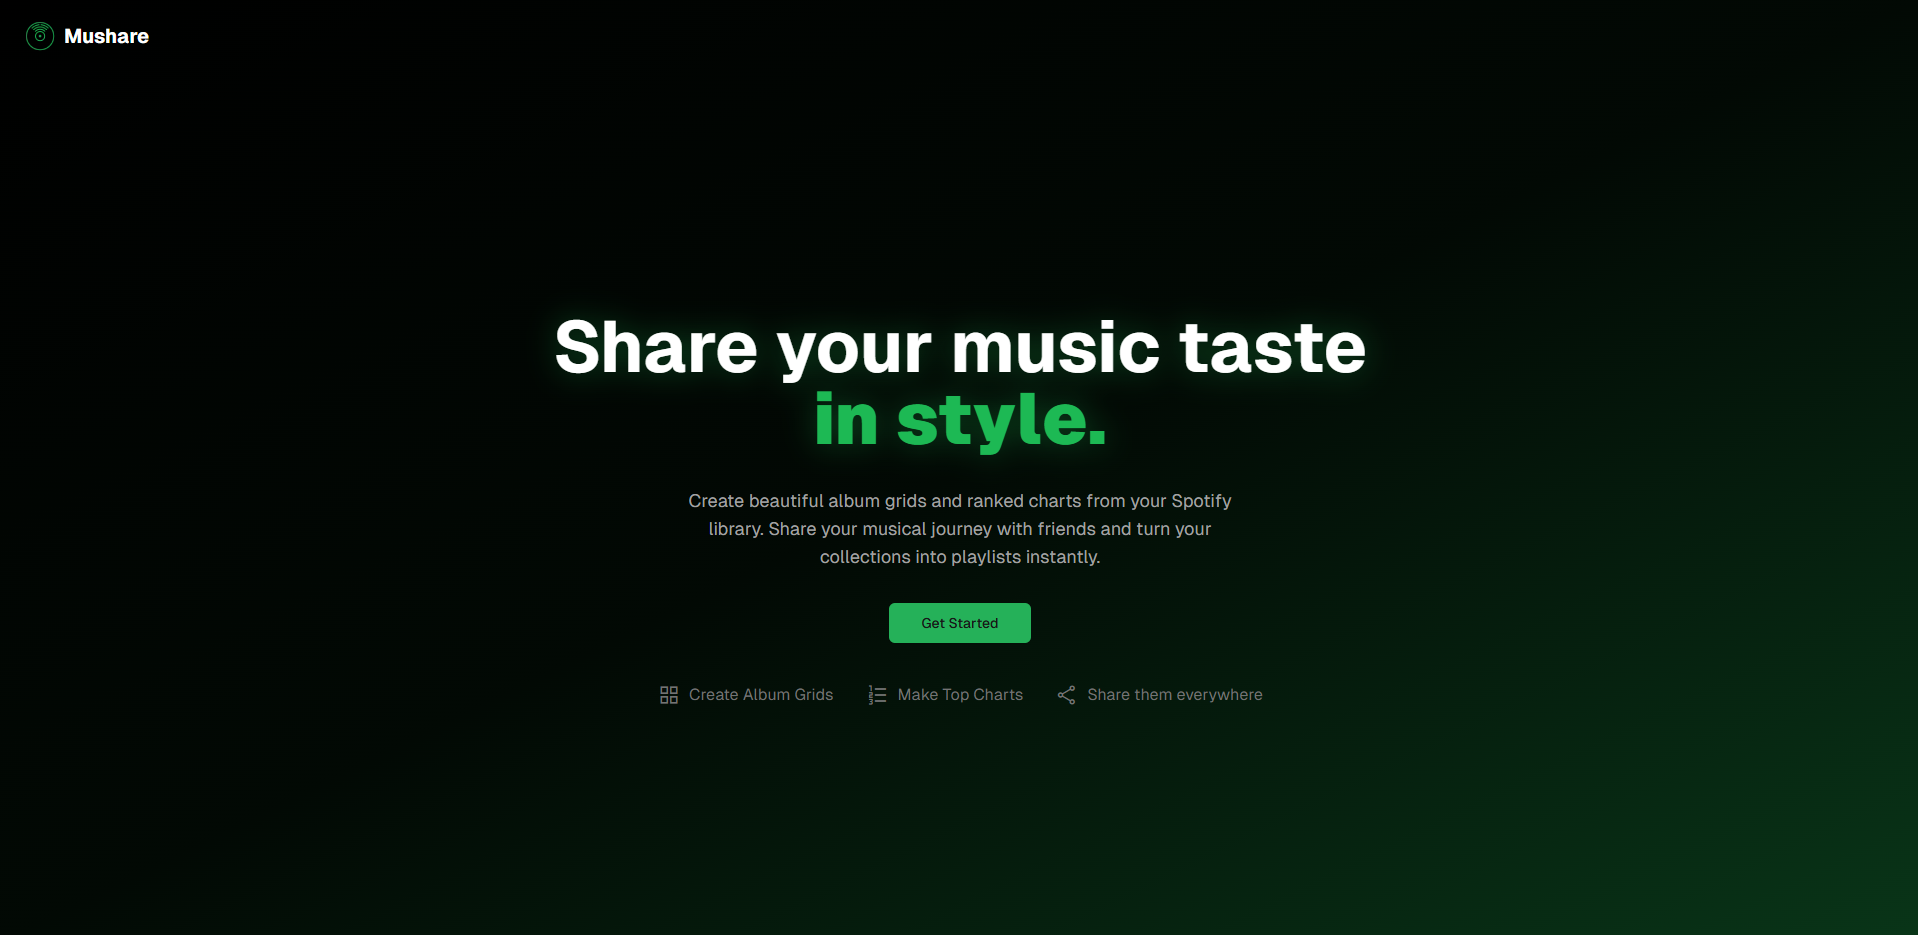 Mushare
Share your music taste
in style.
Create beautiful album grids and ranked charts from your Spotify
library. Share your musical journey with friends and turn your
collections into playlists instantly.
Get Started
Create Album Grids
Make Top Charts
Share them everywhere